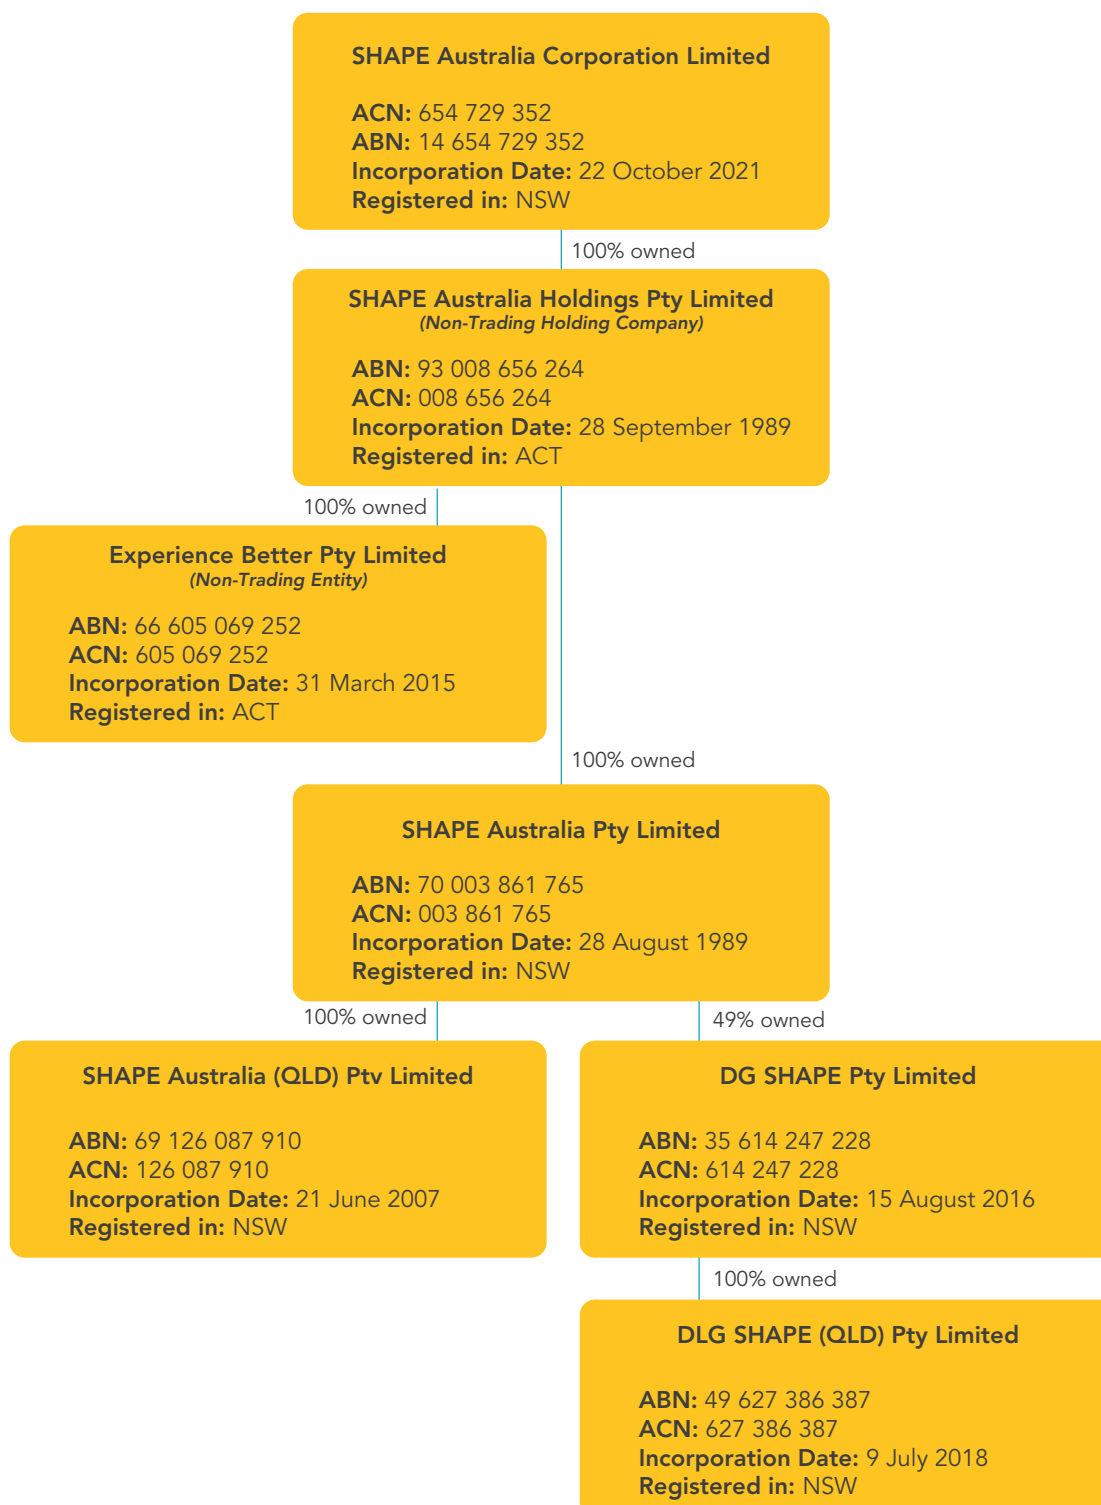 SHAPE Australia Corporation Limited
ACN: 654 729 352
ABN: 14 654 729 352
Incorporation Date: 22 October 2021
Registered in: NSW
100% owned
SHAPE Australia Holdings Pty Limited
(Non-Trading Holding Company)
ABN: 93 008 656 264
ACN: 008 656 264
Incorporation Date: 28 September 1989
Registered in: ACT
100% owned
Experience Better Pty Limited
(Non-Trading Entity)
ABN: 66 605 069 252
ACN: 605 069 252
Incorporation Date: 31 March 2015
Registered in: ACT
100% owned
SHAPE Australia Pty Limited
ABN: 70 003 861 765
ACN: 003 861 765
Incorporation Date: 28 August 1989
Registered in: NSW
100% owned
49% owned
SHAPE Australia (QLD) Ptv Limited
ABN: 69 126 087 910
ACN: 126 087 910
Incorporation Date: 21 June 2007
Registered in: NSW
DG SHAPE Pty Limited
ABN: 35 614 247 228
ACN: 614 247 228
Incorporation Date: 15 August 2016
Registered in: NSW
100% owned
DLG SHAPE (QLD) Pty Limited
ABN: 49 627 386 387
ACN: 627 386 387
Incorporation Date: 9 July 2018
Registered in: NSW